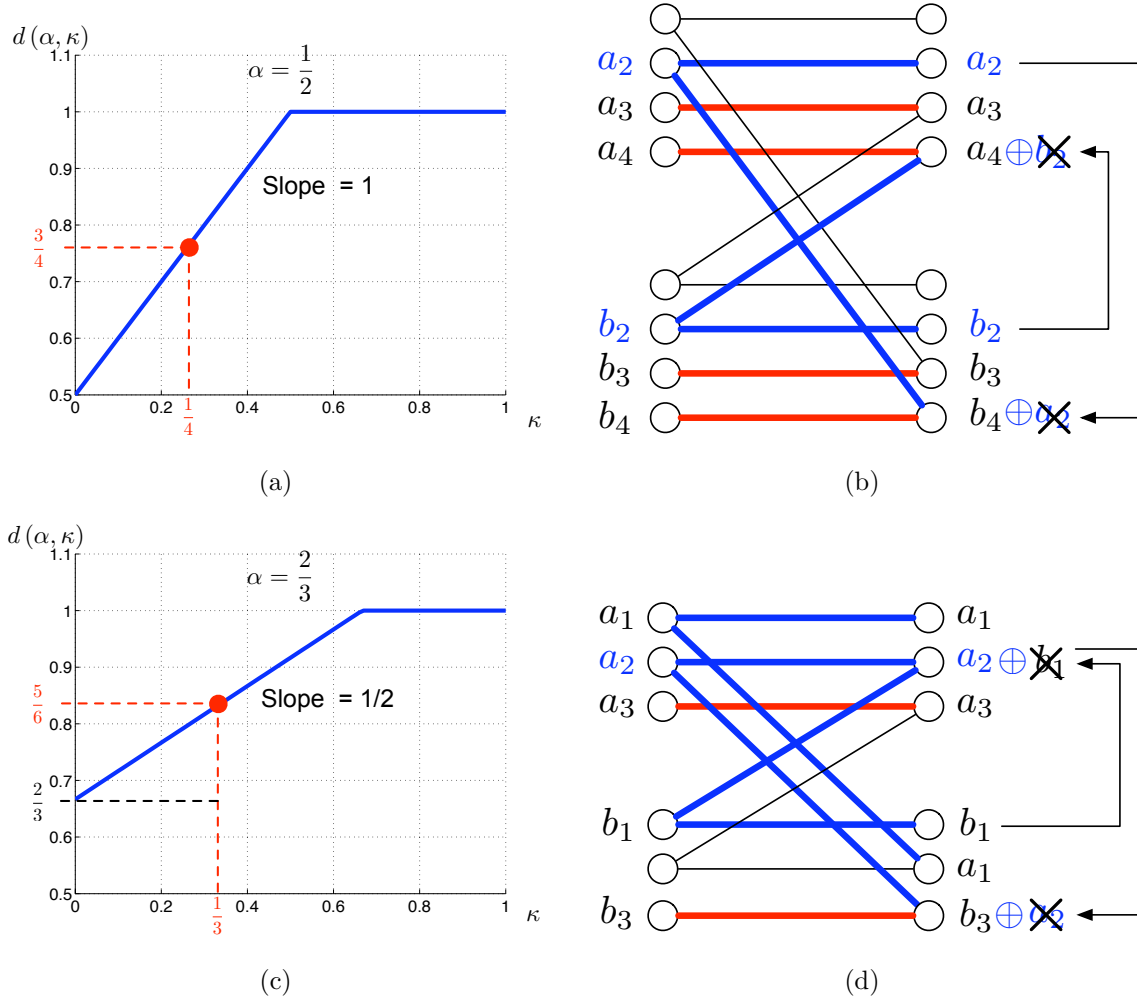 d (α, κ)
1.1
1
0.9
0.8
0.7
0.6
0.5
0 0.2 0.4 0.6 0.8 1
κ
α = 1/2
Slope = 1
3/4
1/4
(a)
a2 a2
a3 a3
a4 a4 ⊕ b2
b2 b2
b3 b3
b4 b4 ⊕ a2
(b)
d (α, κ)
1.1
1
0.9
0.8
0.7
0.6
0.5
0 0.2 0.4 0.6 0.8 1
κ
α = 2/3
Slope = 1/2
5/6
2/3
1/3
(c)
a1 a1
a2 a2 ⊕ b1
a3 a3
b1 b1
a1
b3 b3 ⊕ a2
(d)